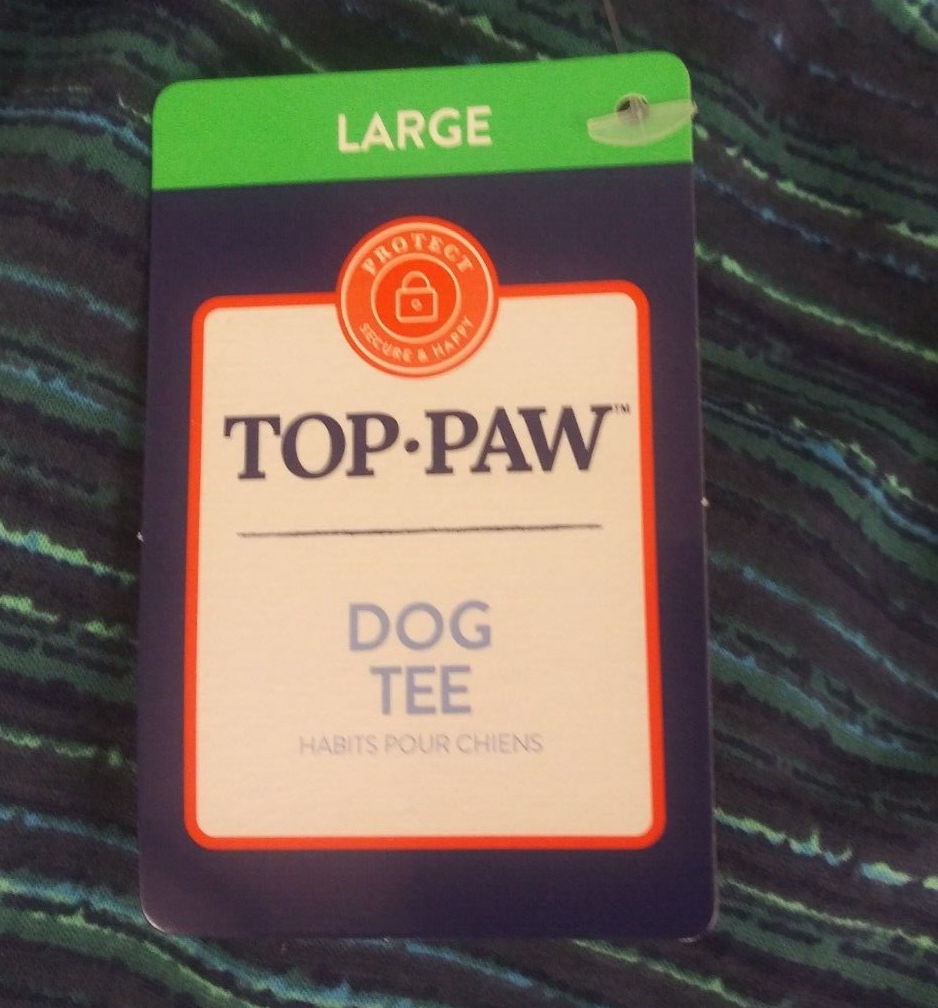 LARGE
PROTECT
SECURE & HAPPY
TOP•PAW™
DOG
TEE
HABITS POUR CHIENS